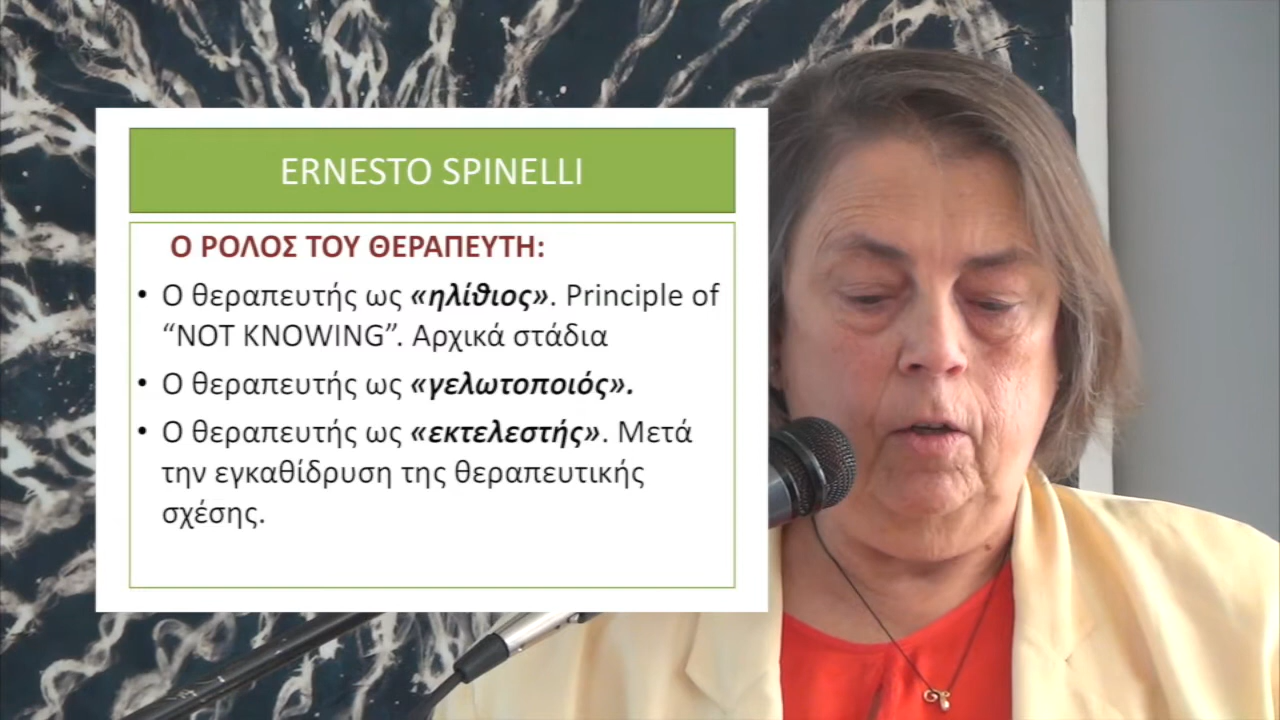 ERNESTO SPINELLI
Ο ΡΟΛΟΣ ΤΟΥ ΘΕΡΑΠΕΥΤΗ:
• Ο θεραπευτής ως «ηλίθιος». Principle of
“NOT KNOWING”. Αρχικά στάδια
• Ο θεραπευτής ως «γελωτοποιός».
• Ο θεραπευτής ως «εκτελεστής». Μετά
την εγκαθίδρυση της θεραπευτικής
σχέσης.